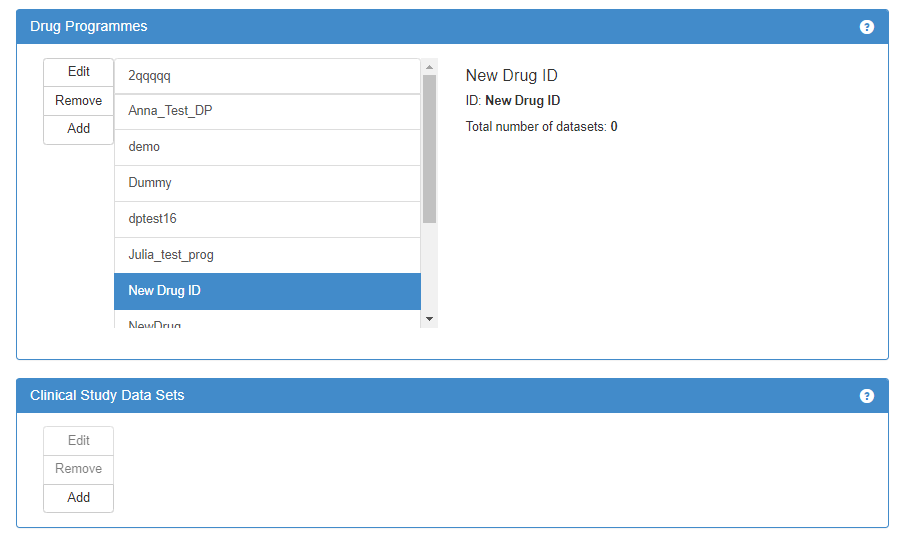 Drug Programmes
Edit
Remove
Add
2qqqqq
Anna_Test_DP
demo
Dummy
dptest16
Julia_test_prog
New Drug ID
NewDrug
New Drug ID
ID: New Drug ID
Total number of datasets: 0
Clinical Study Data Sets
Edit
Remove
Add